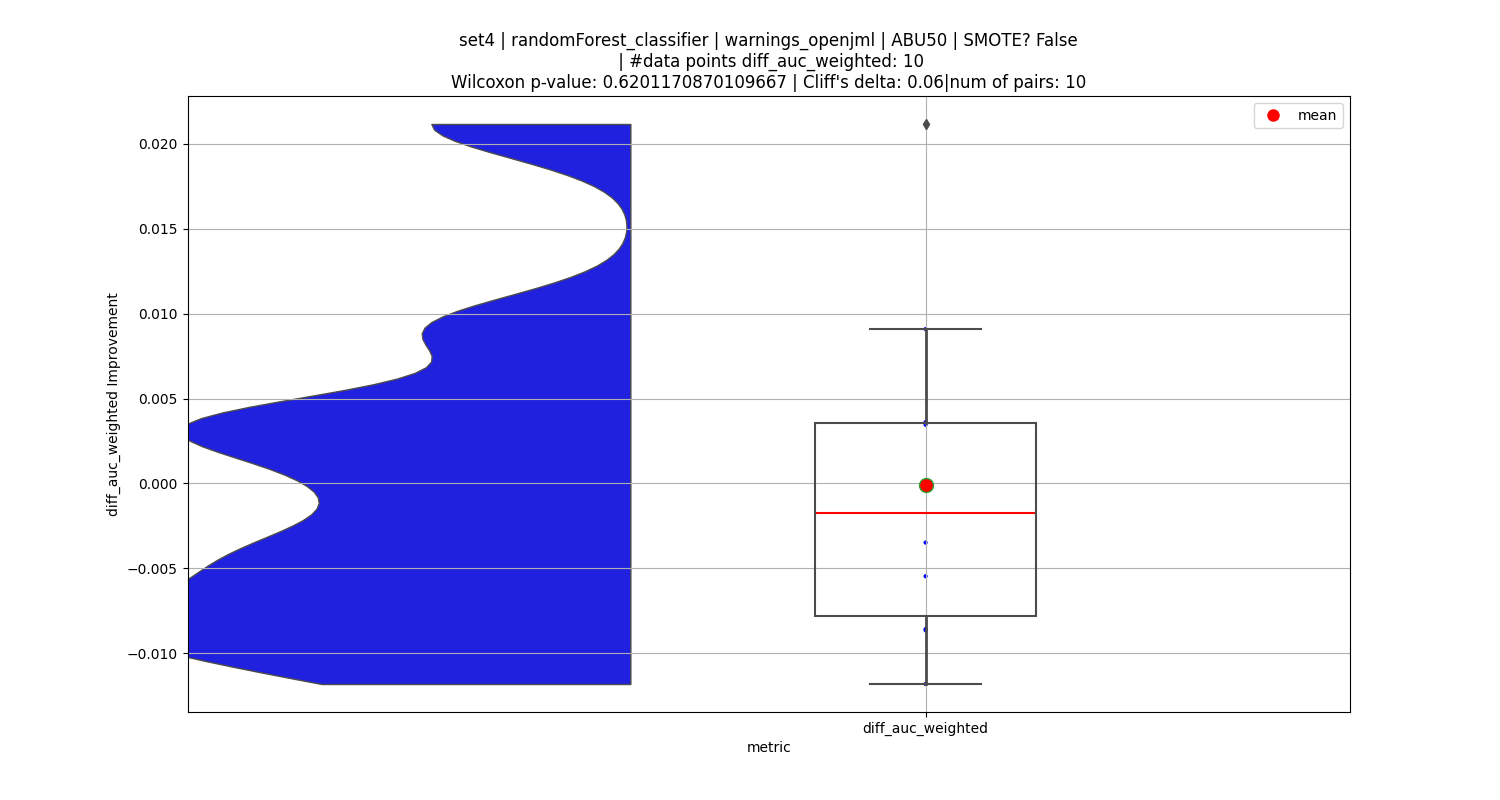 set4 | randomForest_classifier | warnings_openjml | ABU50 | SMOTE? False
| #data points diff_auc_weighted: 10
Wilcoxon p-value: 0.6201170870109667 | Cliff's delta: 0.06|num of pairs: 10
mean
0.020
0.015
0.010
0.005
0.000
−0.005
−0.010
diff_auc_weighted Improvement
diff_auc_weighted
metric